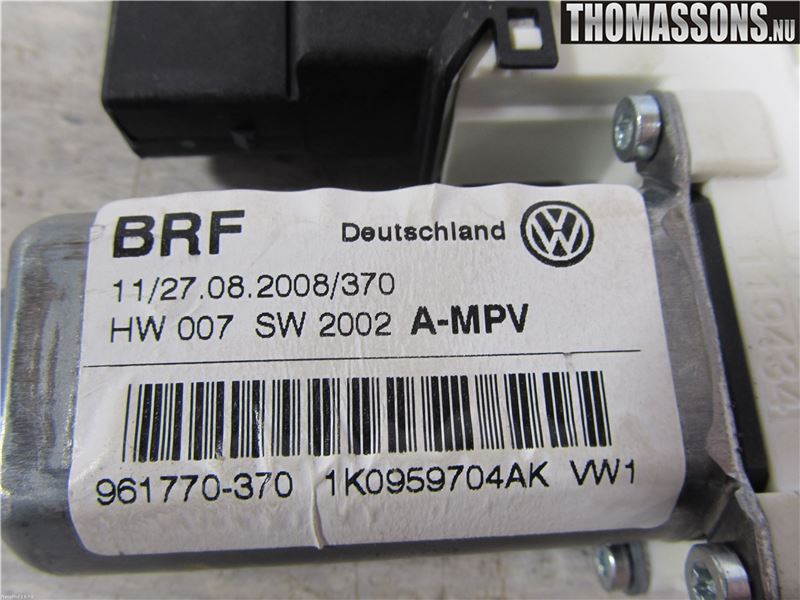 THOMASSONS.NU
BRF Deutschland
11/27.08.2008/370
HW 007 SW 2002 A-MPV
961770-370 1K0959704AK VW1